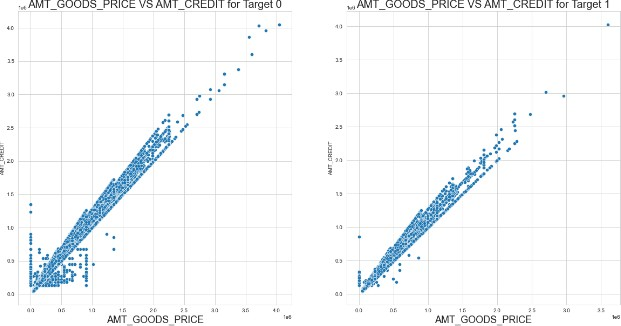 AMT_GOODS_PRICE VS AMT_CREDIT for Target 0
1e6
4.0
3.5
3.0
2.5
2.0
1.5
1.0
0.5
0.0
AMT_CREDIT
0.0 0.5 1.0 1.5 2.0 2.5 3.0 3.5 4.0
1e6
AMT_GOODS_PRICE
AMT_GOODS_PRICE VS AMT_CREDIT for Target 1
1e6
4.0
3.5
3.0
2.5
2.0
1.5
1.0
0.5
0.0
AMT_CREDIT
0.0 0.5 1.0 1.5 2.0 2.5 3.0 3.5
1e6
AMT_GOODS_PRICE